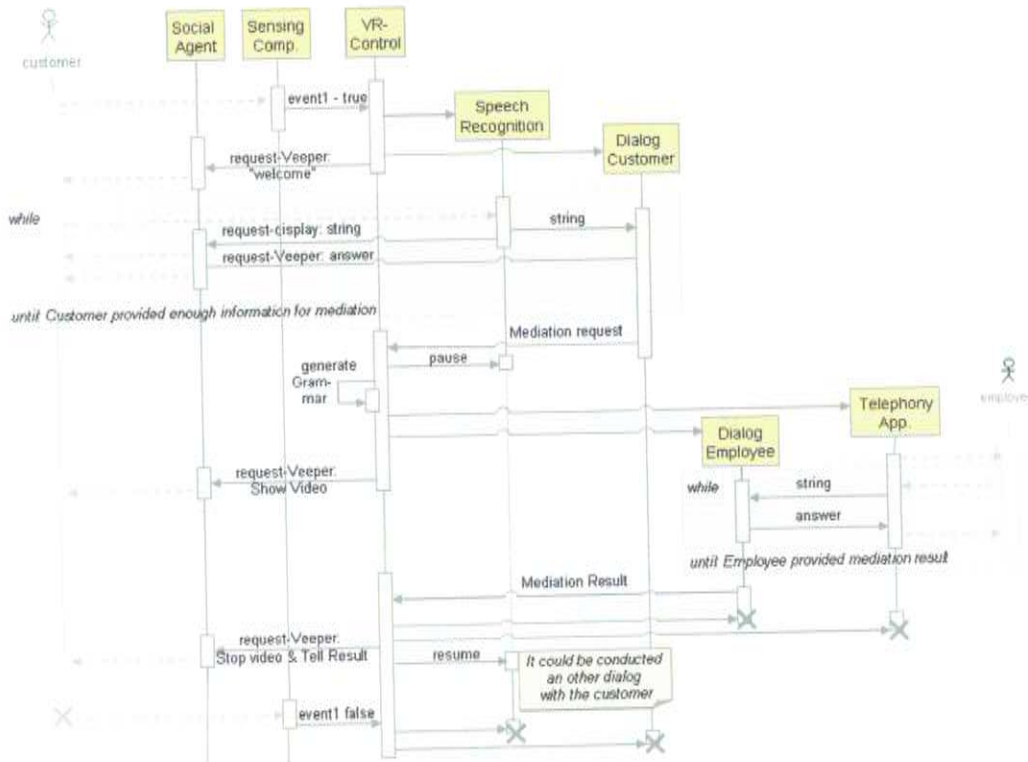 customer
Social
Agent
Sensing
Comp.
VR-
Control
event1 - true
Speech
Recognition
Dialog
Customer
request-Veeper:
"welcome"
while
string
request-display: string
request-Veeper: answer
until Customer provided enough information for mediation
Mediation request
pause
generate
Gram-
mar
Telephony
App.
Dialog
Employee
request-Veeper:
Show Video
while
string
answer
until Employee provided mediation result
Mediation Result
request-Veeper:
Stop video & Tell Result
resume
It could be conducted
an other dialog
with the customer
event1 false